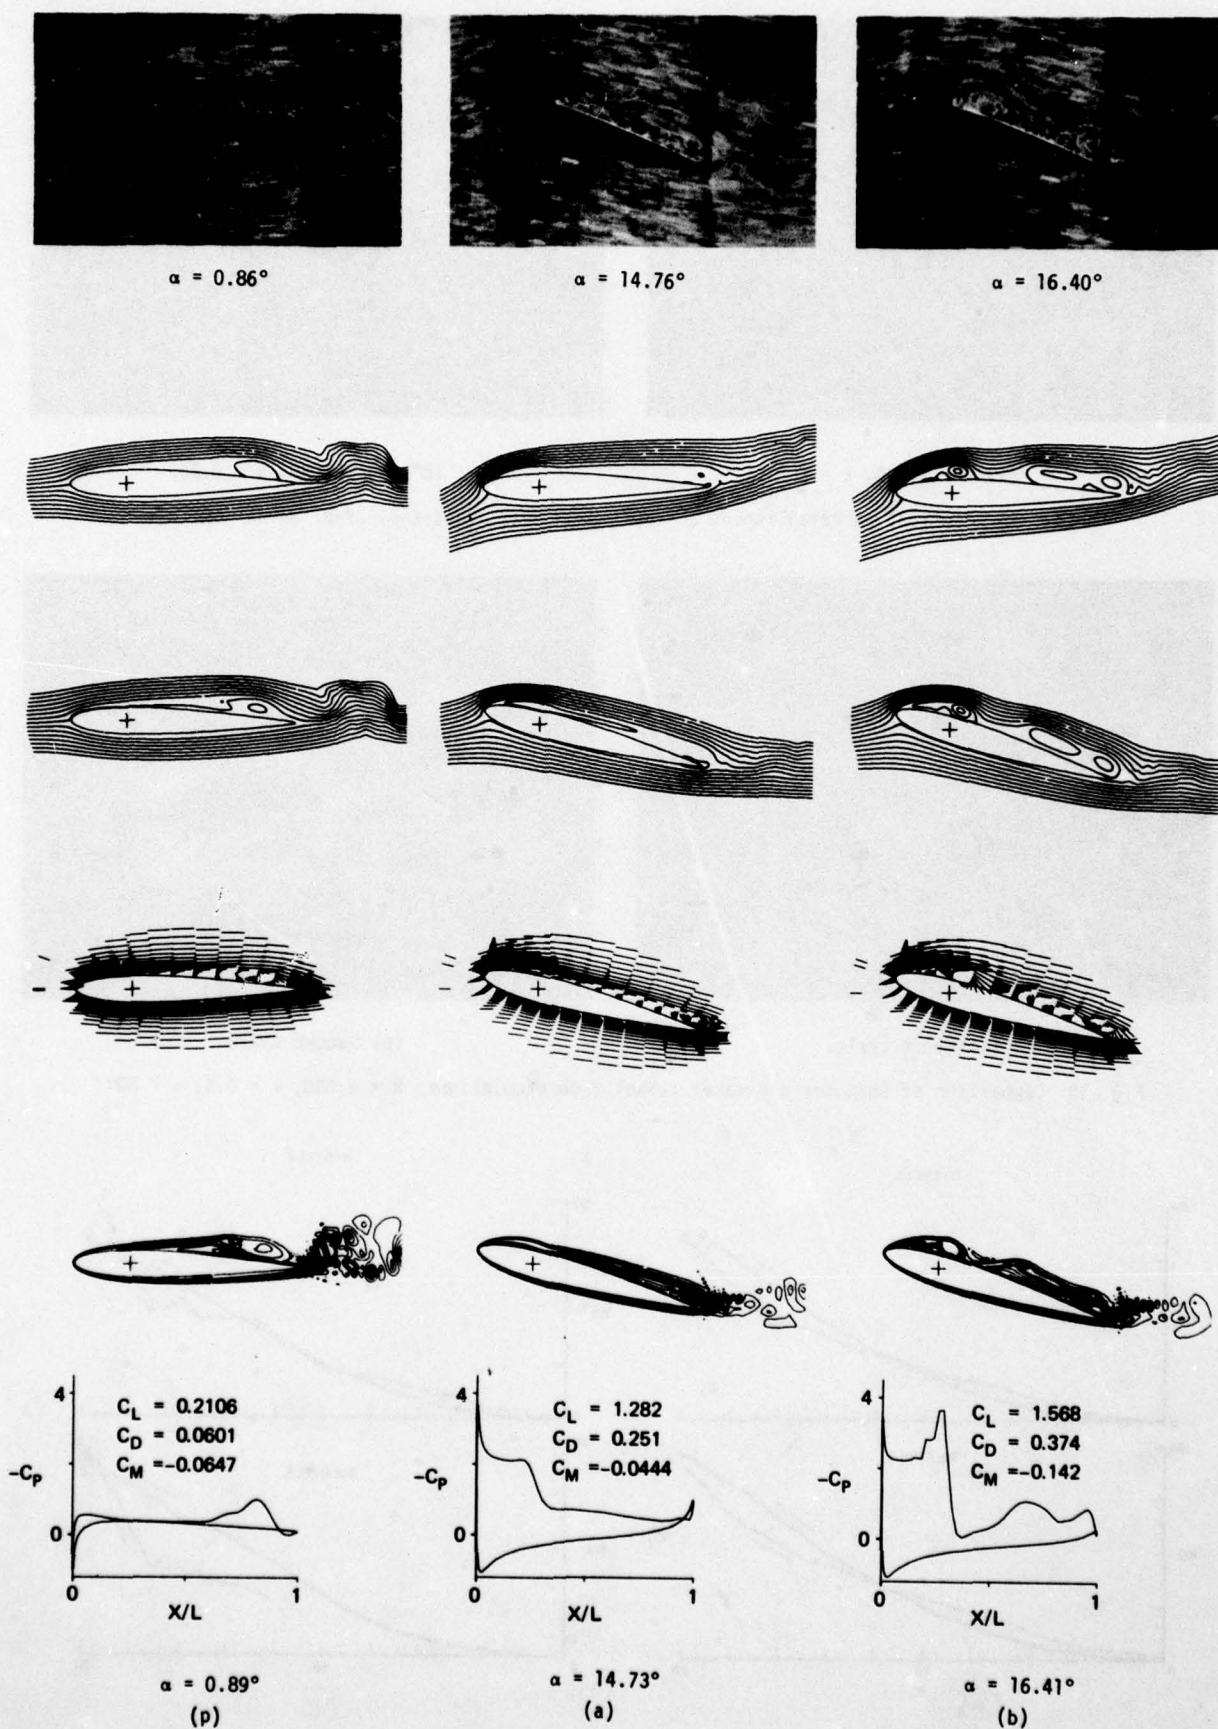 α = 0.86°
α = 14.76°
α = 16.40°
4
C_L = 0.2106
C_D = 0.0601
C_M = -0.0647
-C_P
0
0
1
X/L
4
C_L = 1.282
C_D = 0.251
C_M = -0.0444
-C_P
0
0
1
X/L
4
C_L = 1.568
C_D = 0.374
C_M = -0.142
-C_P
0
0
1
X/L
α = 0.89°
α = 14.73°
α = 16.41°
(p)
(a)
(b)